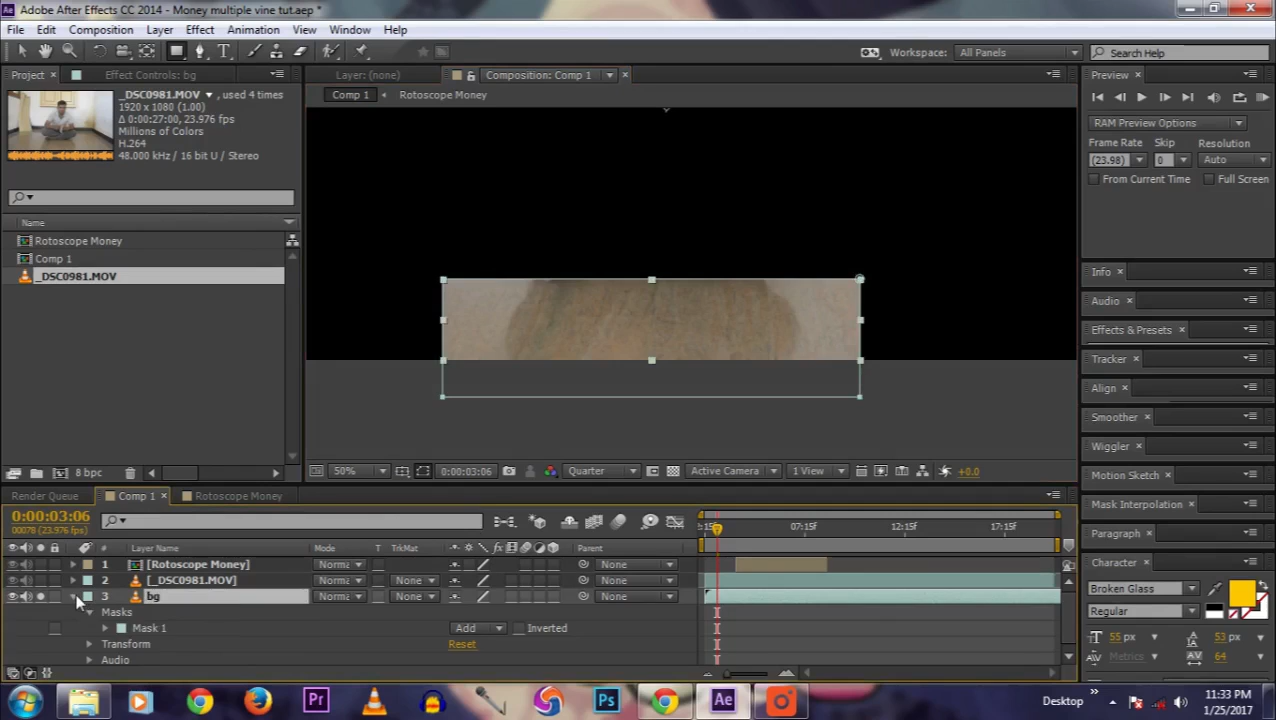 Adobe After Effects CC 2014 - Money multiple vine tut.aep *
File Edit Composition Layer Effect Animation View Window Help
Workspace: All Panels Search Help
Project Effect Controls: bg Layer: (none) Composition: Comp 1 Preview
_DSC0981.MOV , used 4 times
1920 x 1080 (1.00)
Δ 0:00:27:00, 23.976 fps
Millions of Colors
H.264
48.000 kHz / 16 bit U / Stereo
Comp 1 Rotoscope Money
RAM Preview Options
Frame Rate Skip Resolution
(23.98) 0 Auto
From Current Time Full Screen
Name
Rotoscope Money
Comp 1
_DSC0981.MOV
Info
Audio
Effects & Presets
Tracker
Align
Smoother
Wiggler
Motion Sketch
Mask Interpolation
Paragraph
Character
Broken Glass
Regular
55 px 53 px
Metrics 64
8 bpc
50% 0:00:03:06 Quarter Active Camera 1 View +0.0
Render Queue Comp 1 Rotoscope Money
0:00:03:06
00078 (23.976 fps)
:15f 07:15f 12:15f 17:15f
# Layer Name Mode T TrkMat Parent
1 [Rotoscope Money] Norma None
2 [_DSC0981.MOV] Norma None None
3 bg Norma None None
Masks
Mask 1 Add Inverted
Transform Reset
Audio
Desktop
11:33 PM
1/25/2017